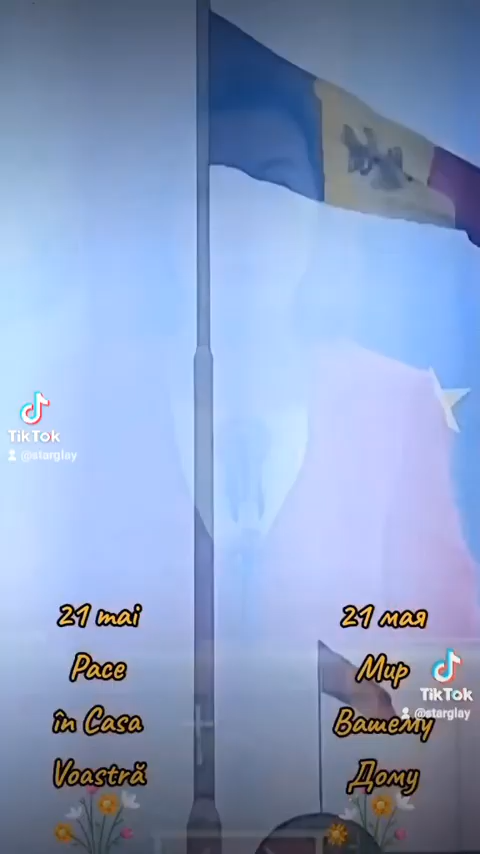 TikTok
@starglay
21 mai
Pace
în Casa
Voastră
21 мая
Мир
Вашему
Дому
TikTok
@starglay